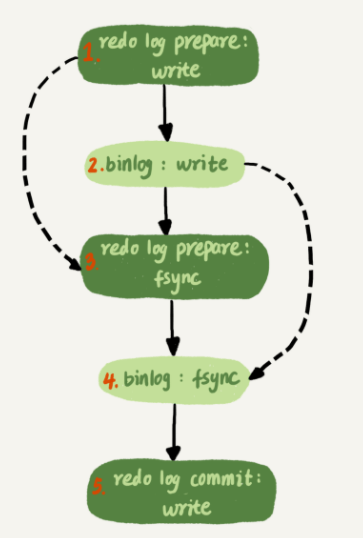 1. redo log prepare:
write
2. binlog : write
3. redo log prepare:
fsync
4. binlog : fsync
5. redo log commit:
write